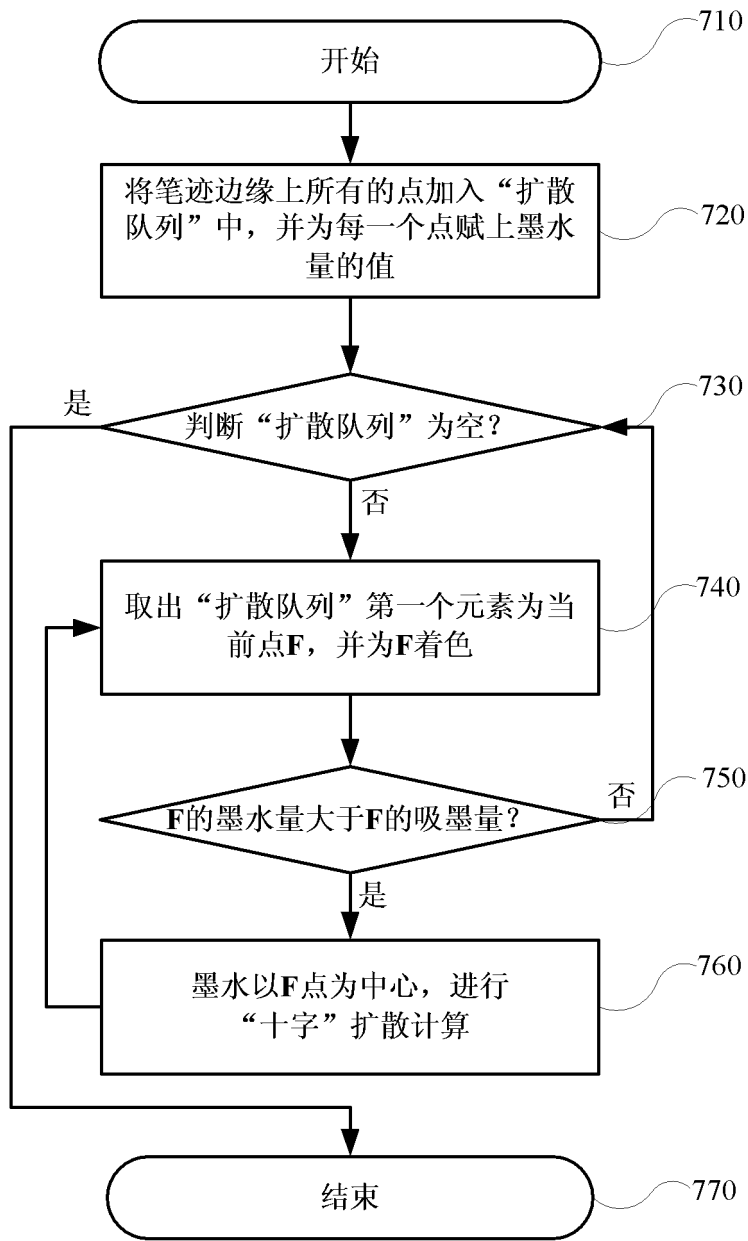 开始
710
将笔迹边缘上所有的点加入“扩散
队列”中，并为每一个点赋上墨水
量的值
720
是
判断“扩散队列”为空？
730
否
取出“扩散队列”第一个元素为当
前点F，并为F着色
740
F的墨水量大于F的吸墨量？
否
750
是
墨水以F点为中心，进行
“十字”扩散计算
760
结束
770